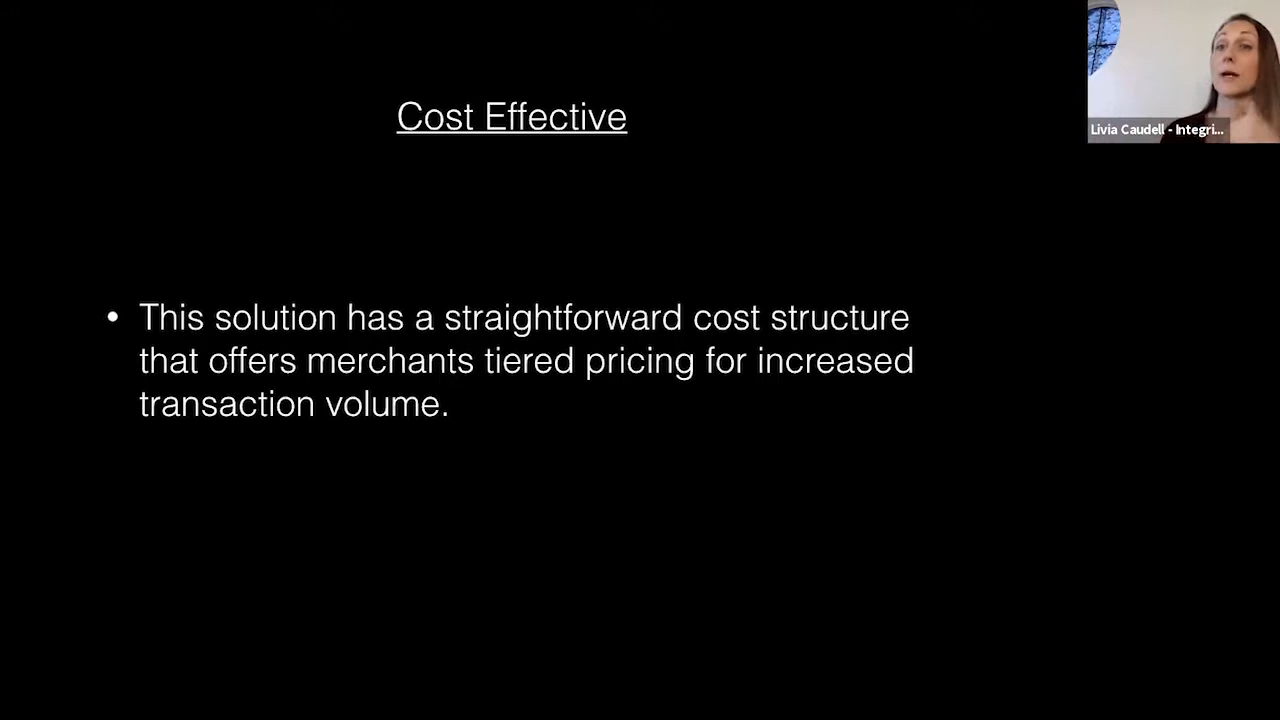 Cost Effective
Livia Caudell - Integri...
• This solution has a straightforward cost structure
that offers merchants tiered pricing for increased
transaction volume.